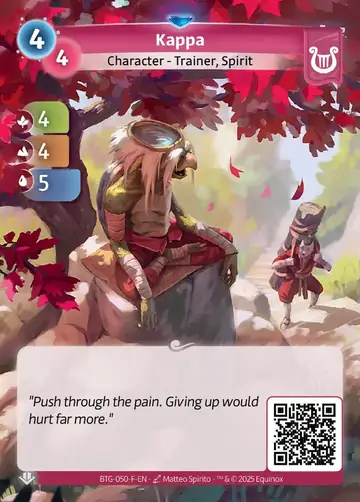 4
4
Kappa
Character - Trainer, Spirit
4
4
5
"Push through the pain. Giving up would
hurt far more."
BTG-050-F-EN - Matteo Spirito - ™ & © 2025 Equinox